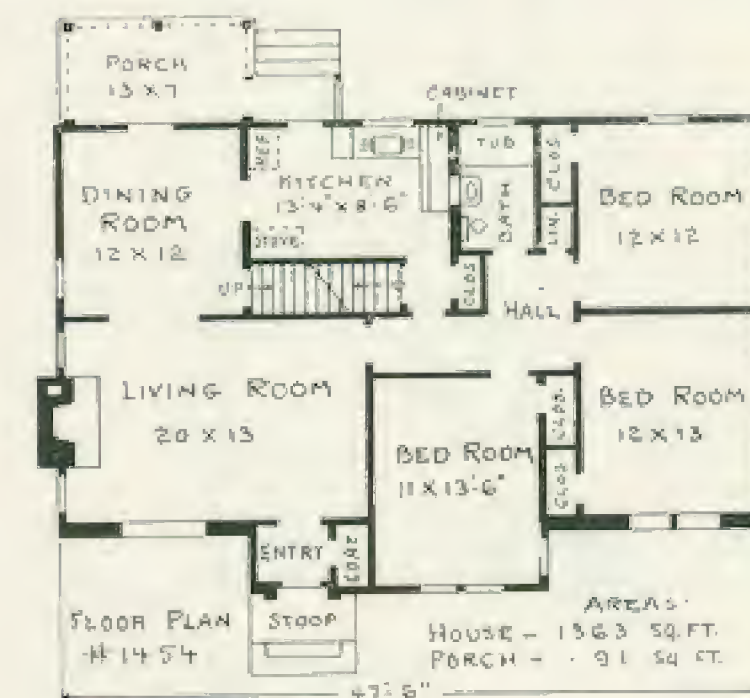 PORCH
13 X 7
CABINET
DINING
ROOM
12 X 12
REF
KITCHEN
13'-4" X 8'-6"
STOVE
TUB
BATH
CLOS
LIN.
BED ROOM
12 X 12
UP
CLOS
HALL
LIVING ROOM
20 X 13
BED ROOM
11 X 13'-6"
CLOS.
CLOS
BED ROOM
12 X 13
ENTRY
COAT
STOOP
FLOOR PLAN
#1454
AREAS:
HOUSE - 1363 SQ. FT.
PORCH - 91 SQ FT.